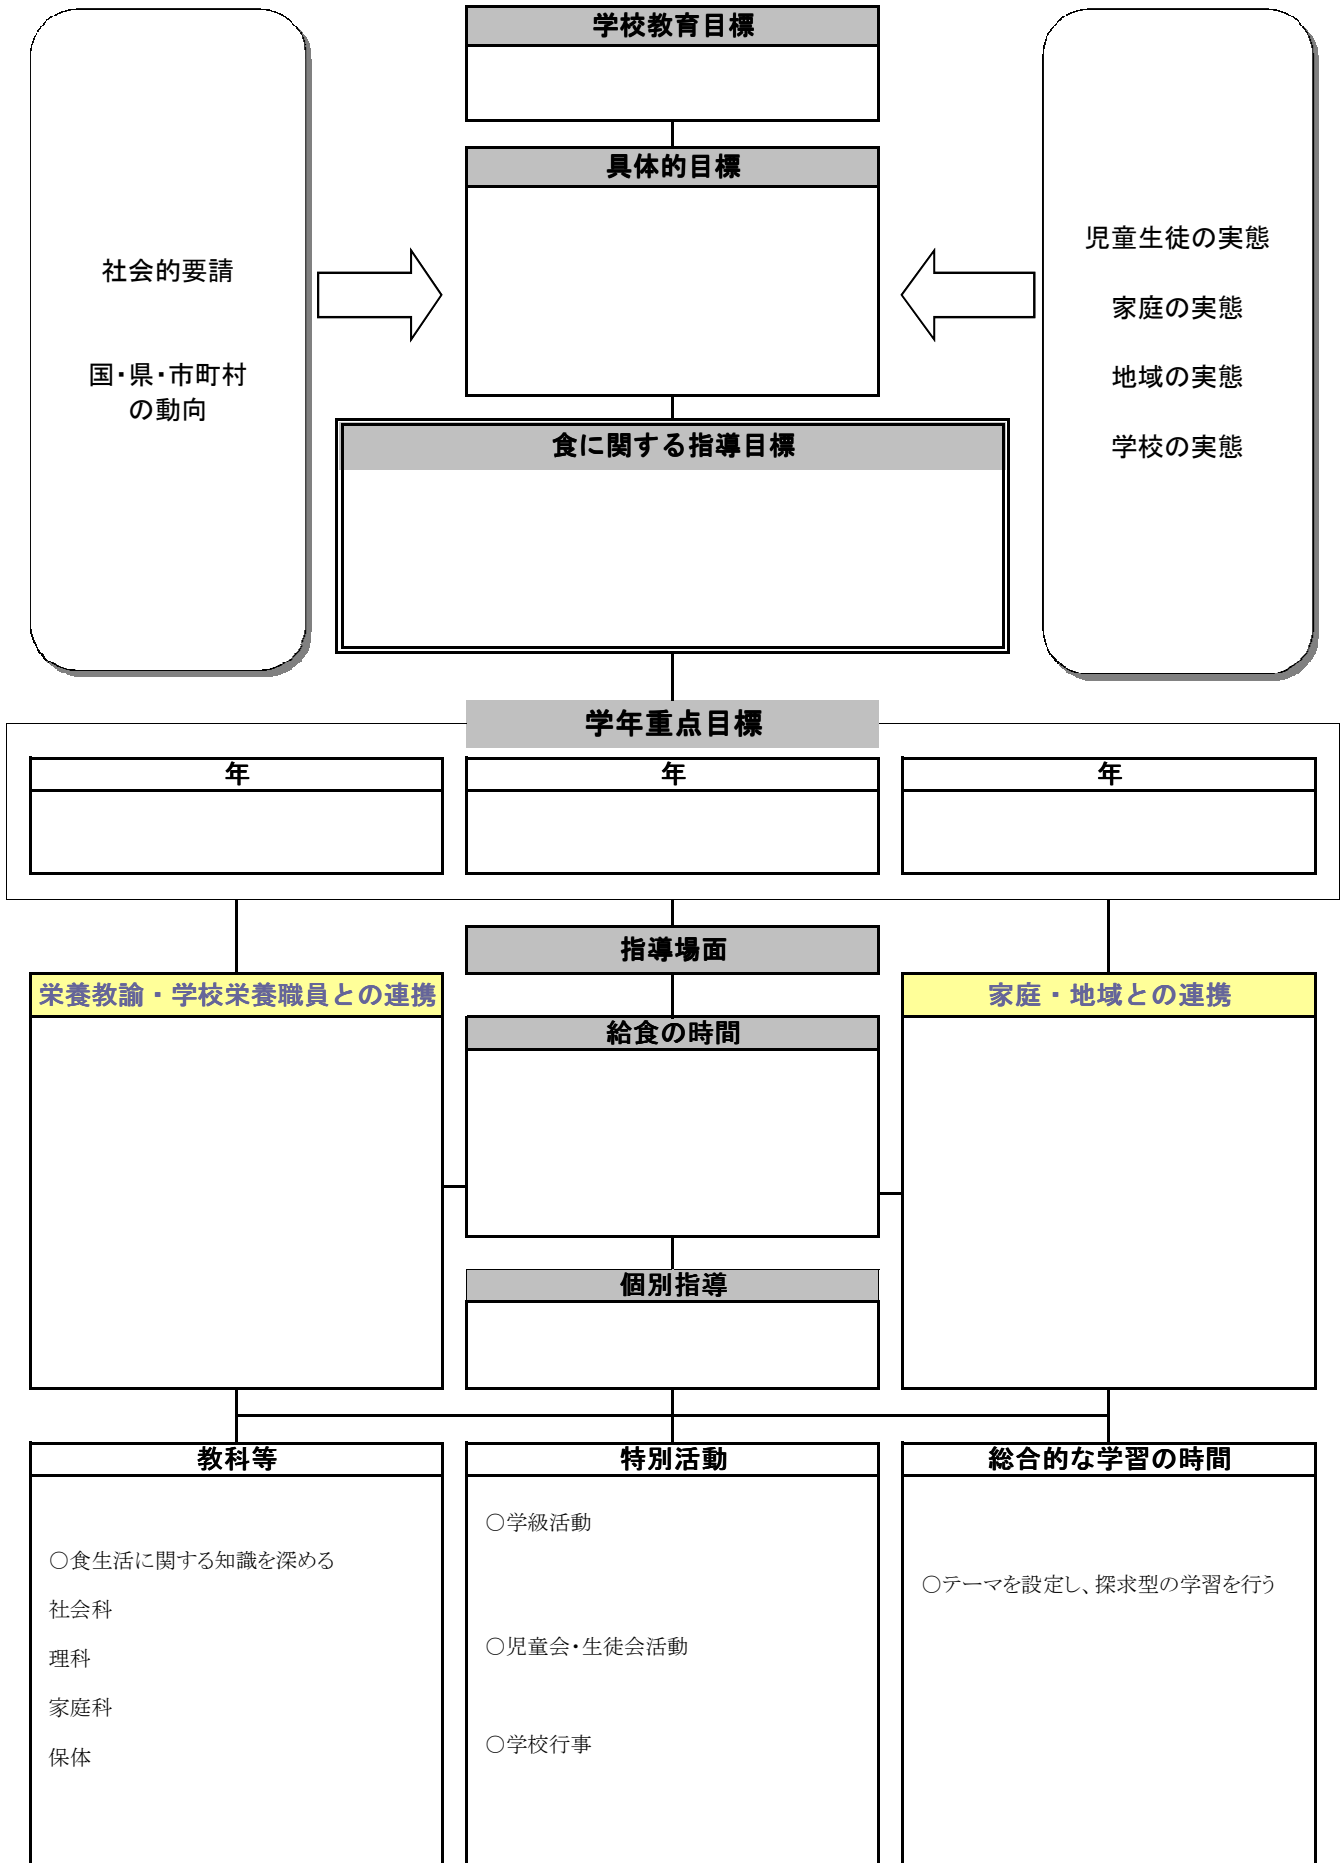 学校教育目標
具体的目標
社会的要請
国・県・市町村
の動向
児童生徒の実態
家庭の実態
地域の実態
学校の実態
食に関する指導目標
学年重点目標
年
年
年
指導場面
栄養教諭・学校栄養職員との連携
給食の時間
家庭・地域との連携
個別指導
教科等
○食生活に関する知識を深める
社会科
理科
家庭科
保体
特別活動
○学級活動
○児童会・生徒会活動
○学校行事
総合的な学習の時間
○テーマを設定し、探求型の学習を行う